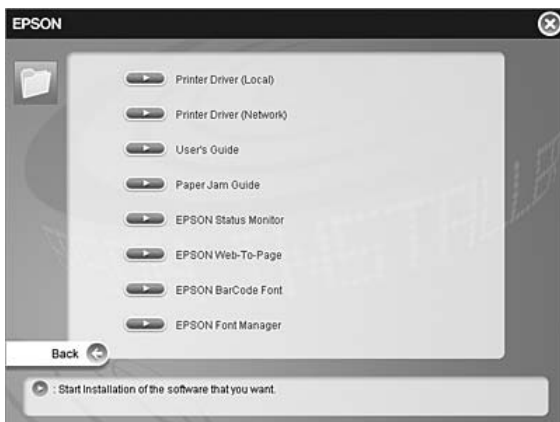 EPSON
Printer Driver (Local)
Printer Driver (Network)
User's Guide
Paper Jam Guide
EPSON Status Monitor
EPSON Web-To-Page
EPSON BarCode Font
EPSON Font Manager
Back
: Start Installation of the software that you want.